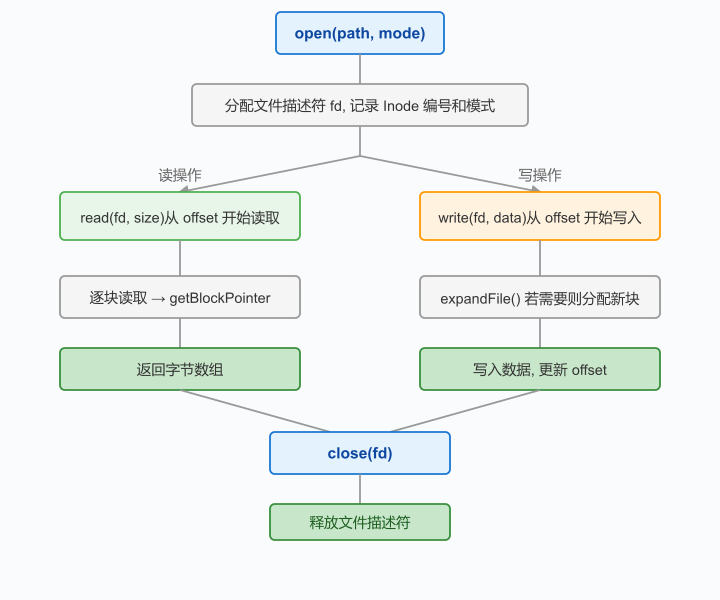 open(path, mode)
分配文件描述符 fd, 记录 Inode 编号和模式
读操作
写操作
read(fd, size)从 offset 开始读取
write(fd, data)从 offset 开始写入
逐块读取 → getBlockPointer
expandFile() 若需要则分配新块
返回字节数组
写入数据, 更新 offset
close(fd)
释放文件描述符